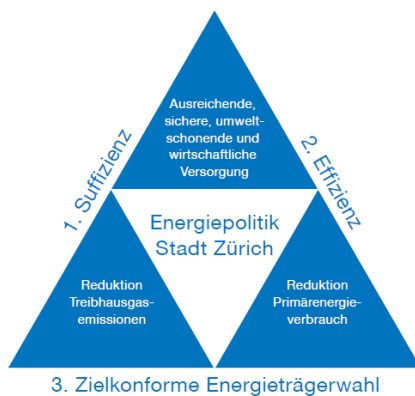 Ausreichende,
sichere, umwelt-
schonende und
wirtschaftliche
Versorgung
1. Suffizienz
2. Effizienz
Energiepolitik
Stadt Zürich
Reduktion
Treibhausgas-
emissionen
Reduktion
Primärenergie-
verbrauch
3. Zielkonforme Energieträgerwahl